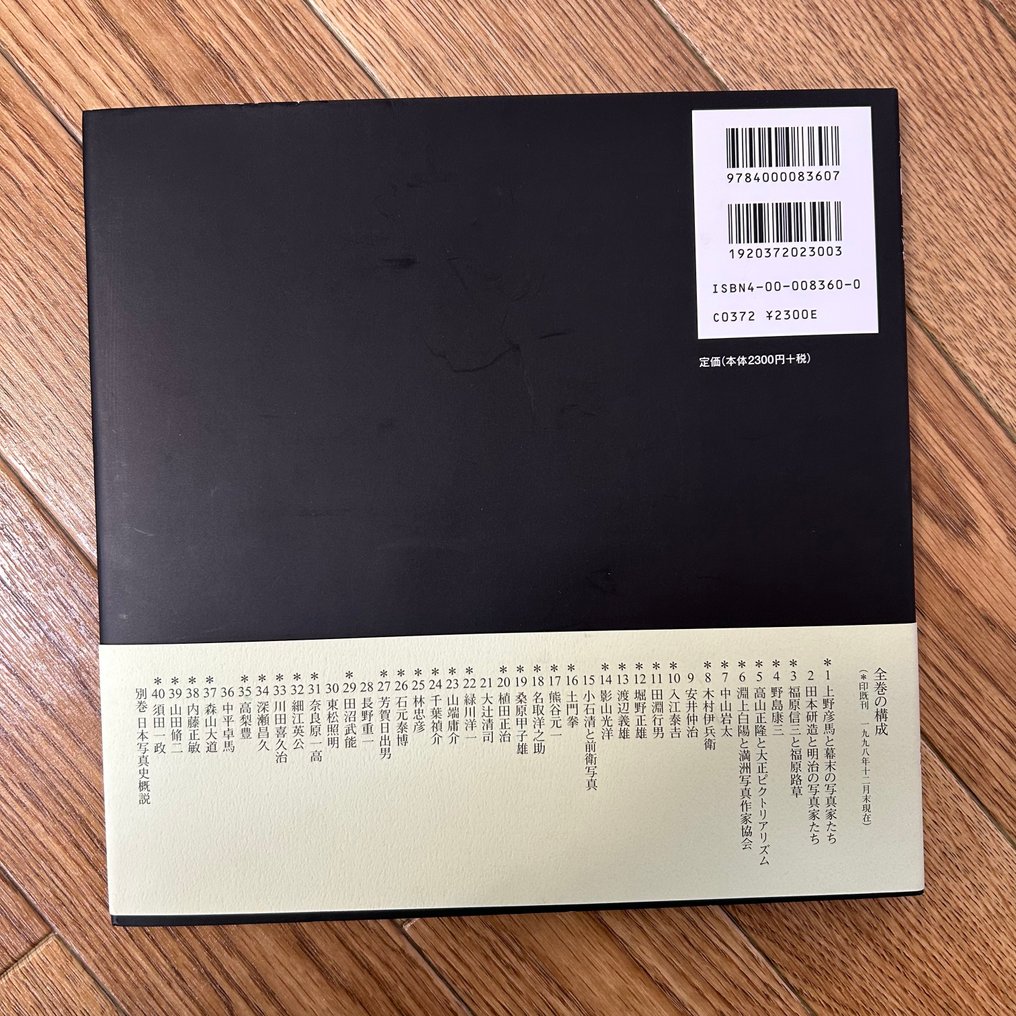 9784000083607
1920372023003
ISBN4-00-008360-0
C0372 ¥2300E
定価(本体2300円+税)
全巻の構成
(*印既刊 一九九八年十二月末現在)
*1 上野彦馬と幕末の写真家たち
2 田本研造と明治の写真家たち
*3 福原信三と福原路草
*4 野島康三
*5 高山正隆と大正ピクトリアリズム
*6 淵上白陽と満洲写真作家協会
*7 中山岩太
*8 木村伊兵衛
9 安井仲治
*10 入江泰吉
*11 田淵行男
*12 堀野正雄
*13 渡辺義雄
*14 影山光洋
15 小石清と前衛写真
*16 土門拳
*17 熊谷元一
*18 名取洋之助
*19 桑原甲子雄
*20 植田正治
21 大辻清司
*22 緑川洋一
*23 山端庸介
*24 千葉禎介
*25 林忠彦
*26 石元泰博
*27 芳賀日出男
28 長野重一
*29 田沼武能
30 東松照明
*31 奈良原一高
*32 細江英公
*33 川田喜久治
*34 深瀬昌久
*35 高梨豊
36 中平卓馬
*37 森山大道
*38 内藤正敏
*39 山田脩二
*40 須田一政
別巻 日本写真史概説